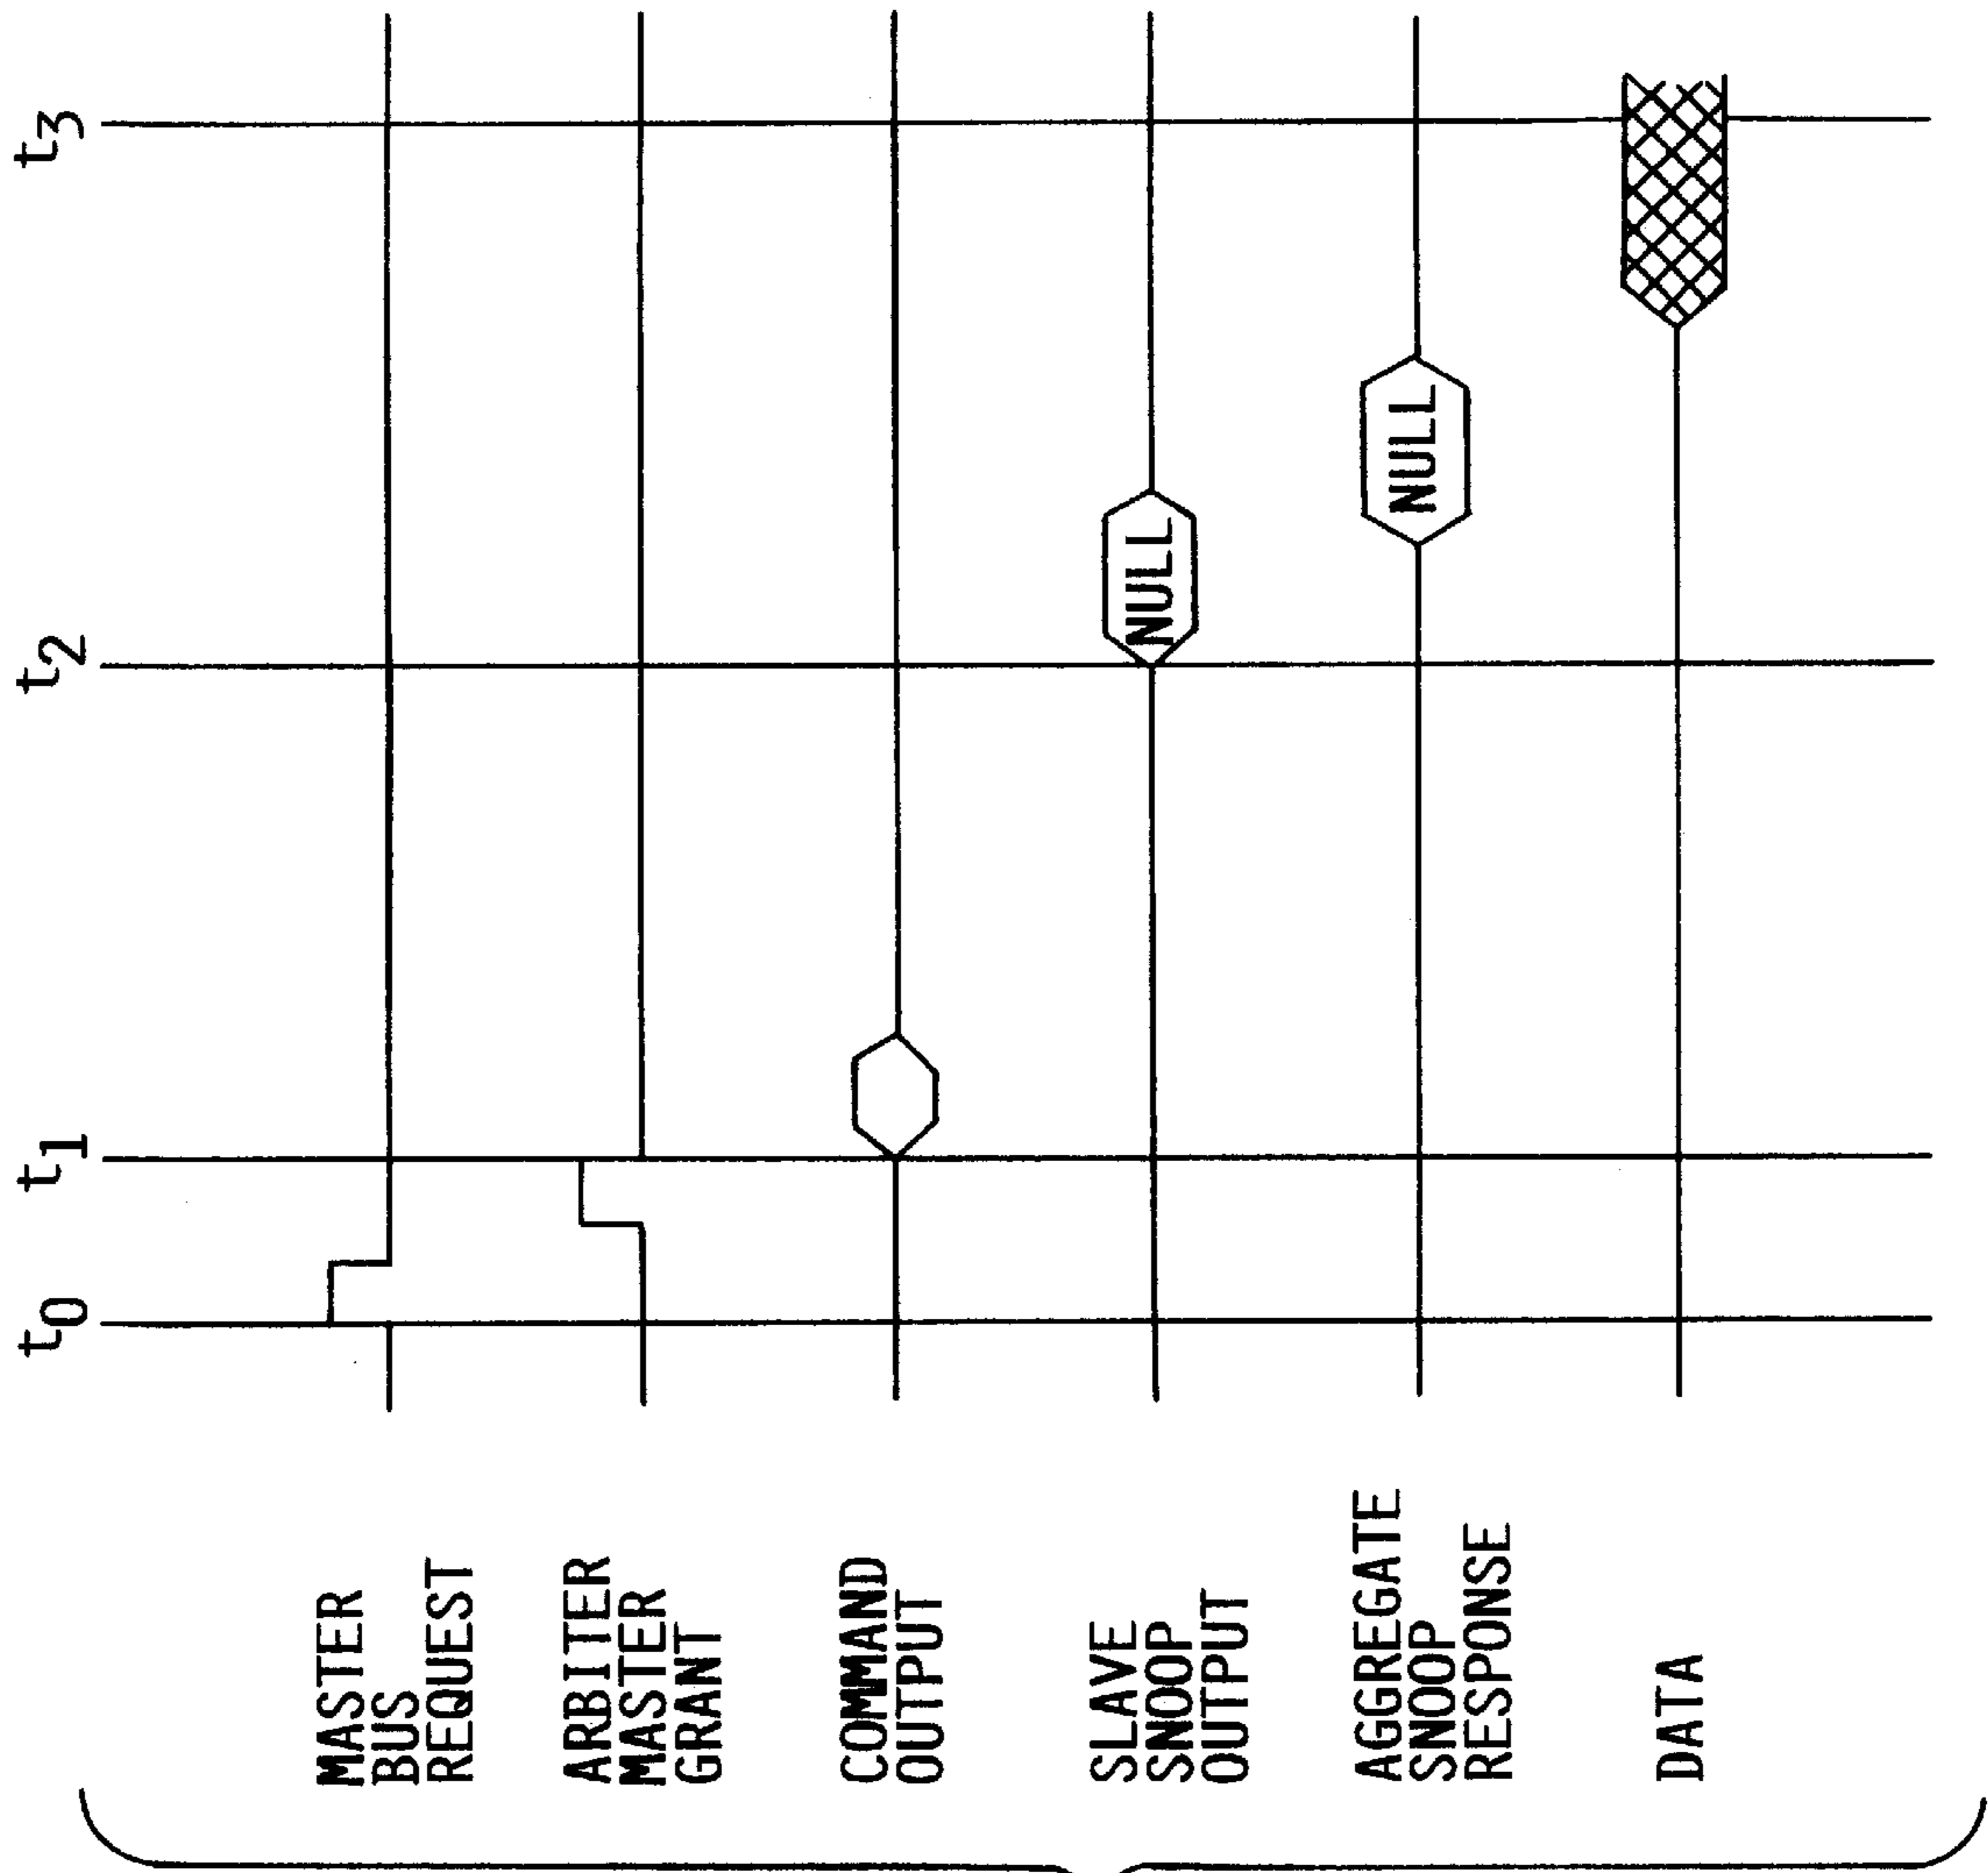 t0 t1 t2 t3
MASTER
BUS
REQUEST
ARBITER
MASTER
GRANT
COMMAND
OUTPUT
SLAVE
SNOOP
OUTPUT
NULL
AGGREGATE
SNOOP
RESPONSE
NULL
DATA